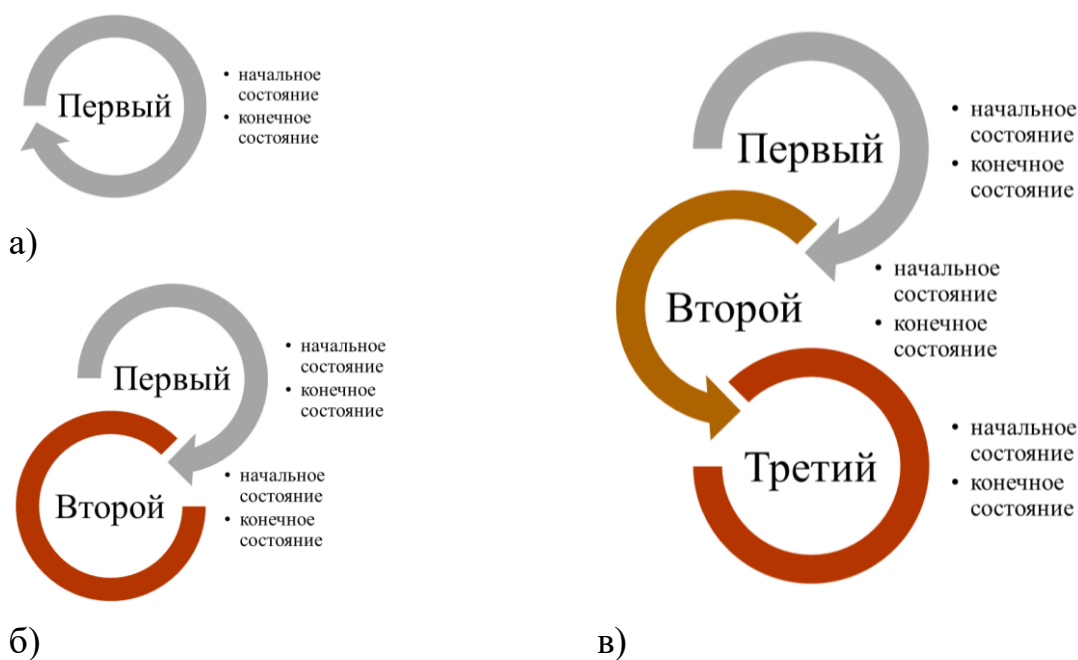 Первый
• начальное
состояние
• конечное
состояние
а)
Первый
• начальное
состояние
• конечное
состояние
Второй
• начальное
состояние
• конечное
состояние
б)
Первый
• начальное
состояние
• конечное
состояние
Второй
• начальное
состояние
• конечное
состояние
Третий
• начальное
состояние
• конечное
состояние
в)